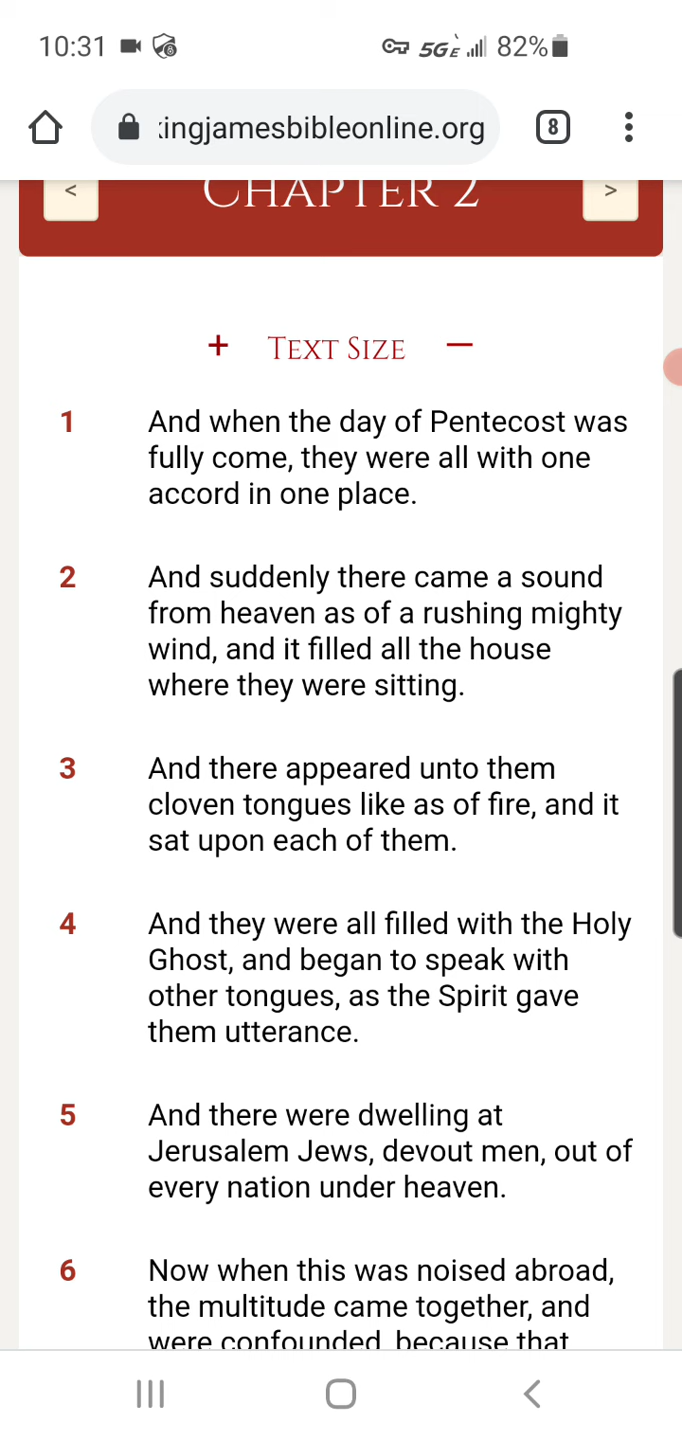 10:31 5GE 82%
kingjamesbibleonline.org 8
< CHAPTER 2 >
+ TEXT SIZE –
1 And when the day of Pentecost was
fully come, they were all with one
accord in one place.
2 And suddenly there came a sound
from heaven as of a rushing mighty
wind, and it filled all the house
where they were sitting.
3 And there appeared unto them
cloven tongues like as of fire, and it
sat upon each of them.
4 And they were all filled with the Holy
Ghost, and began to speak with
other tongues, as the Spirit gave
them utterance.
5 And there were dwelling at
Jerusalem Jews, devout men, out of
every nation under heaven.
6 Now when this was noised abroad,
the multitude came together, and
were confounded, because that